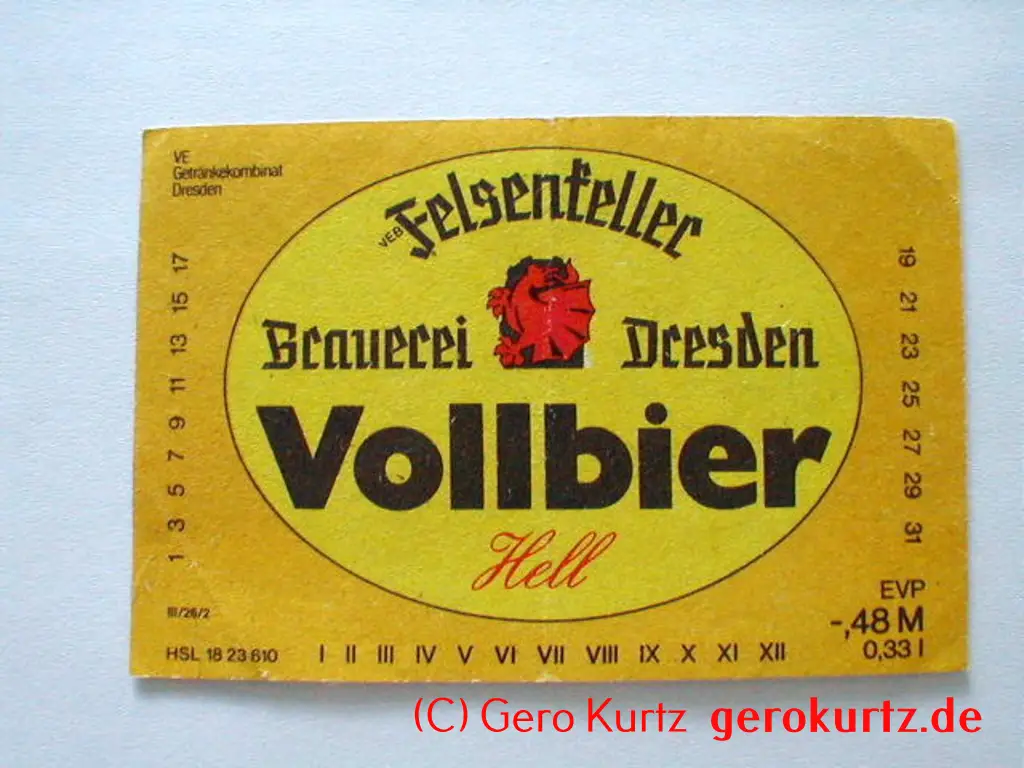 VE
Getränkekombinat
Dresden
VEB Felsenkeller
Brauerei Dresden
Vollbier
Hell
1 3 5 7 9 11 13 15 17
19 21 23 25 27 29 31
III/26/2
HSL 18 23 610
I II III IV V VI VII VIII IX X XI XII
EVP
-,48 M
0,33 l
(C) Gero Kurtz gerokurtz.de